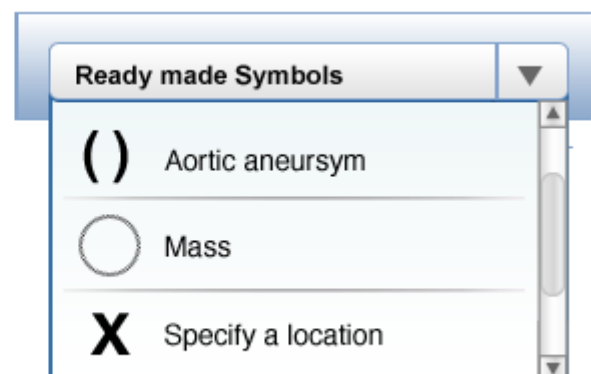 Ready made Symbols
( ) Aortic aneursym
Mass
X Specify a location